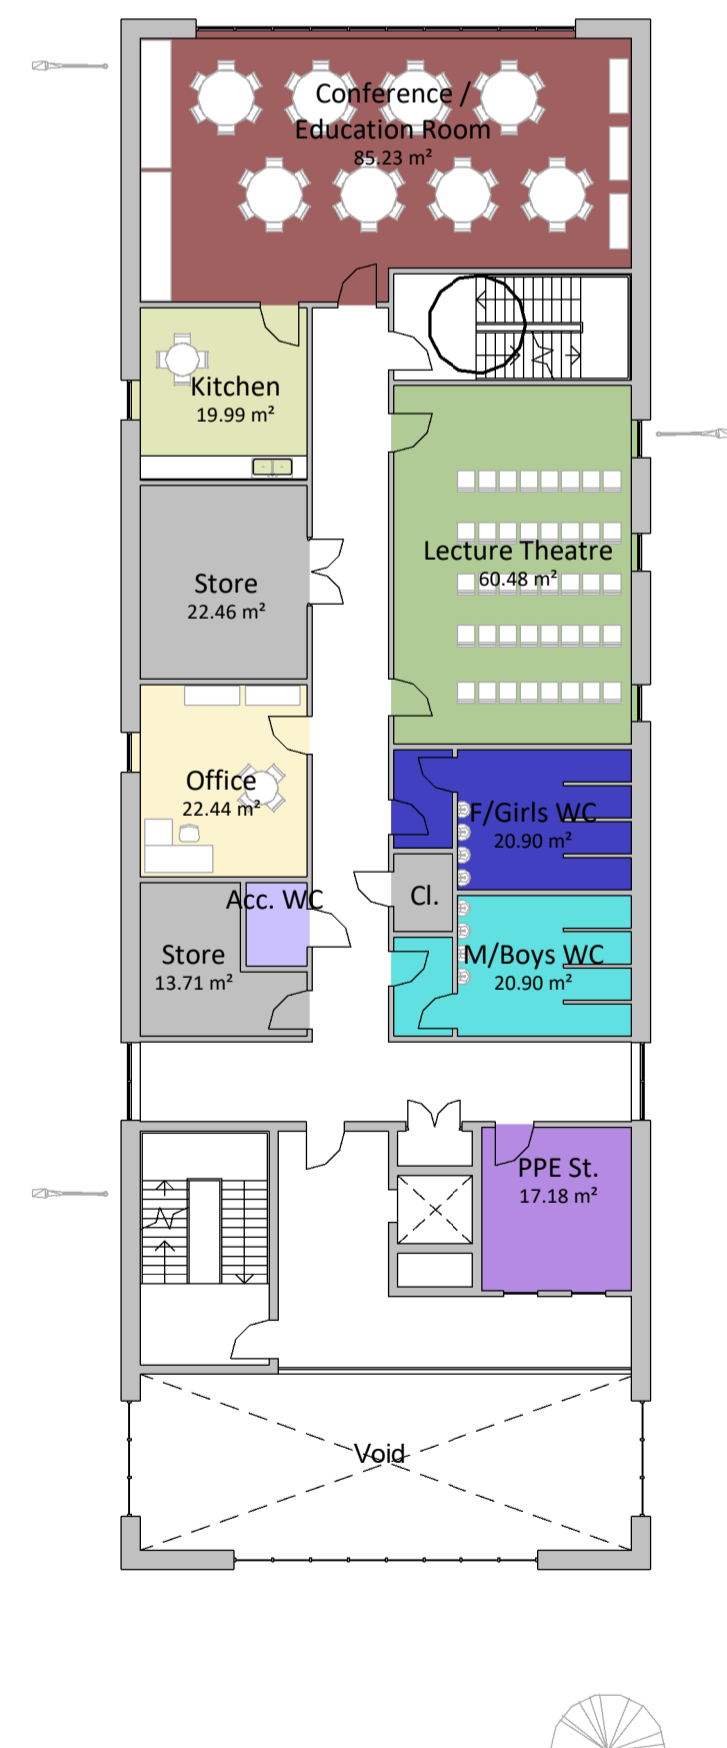 Conference /
Education Room
85.23 m²
Kitchen
19.99 m²
Lecture Theatre
60.48 m²
Store
22.46 m²
Office
22.44 m²
F/Girls WC
20.90 m²
Acc. WC
Cl.
Store
13.71 m²
M/Boys WC
20.90 m²
PPE St.
17.18 m²
Void